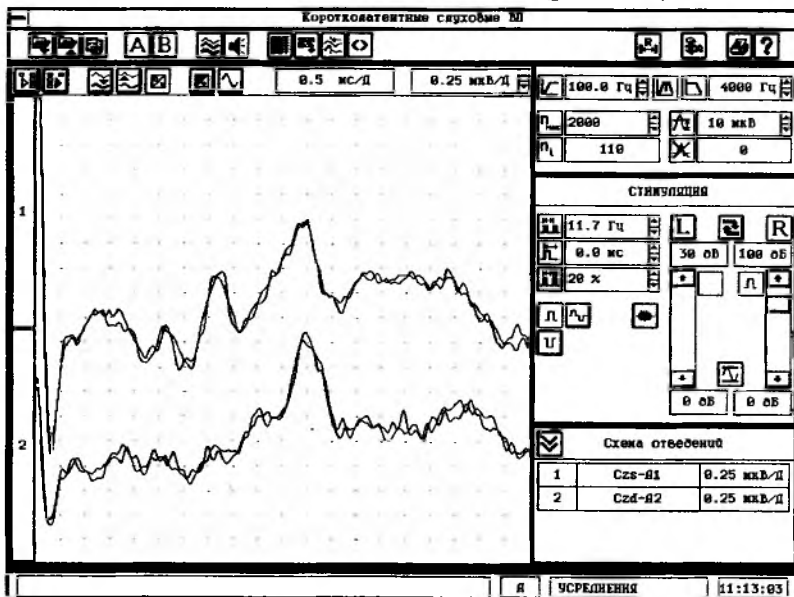 Коротколатентные слуховые ВП
A B ?
0.5 мс/Д 0.25 мкВ/Д
100.0 Гц 4000 Гц
2000 10 мкВ
n i 110 0
СТИМУЛЯЦИЯ
11.7 Гц L R
0.0 мс 30 дБ 100 дБ
20 %
0 дБ 0 дБ
1
2
Схема отведений
1 Czs-A1 0.25 мкВ/Д
2 Czd-A2 0.25 мкВ/Д
Я УСРЕДНЕНИЯ 11:13:03